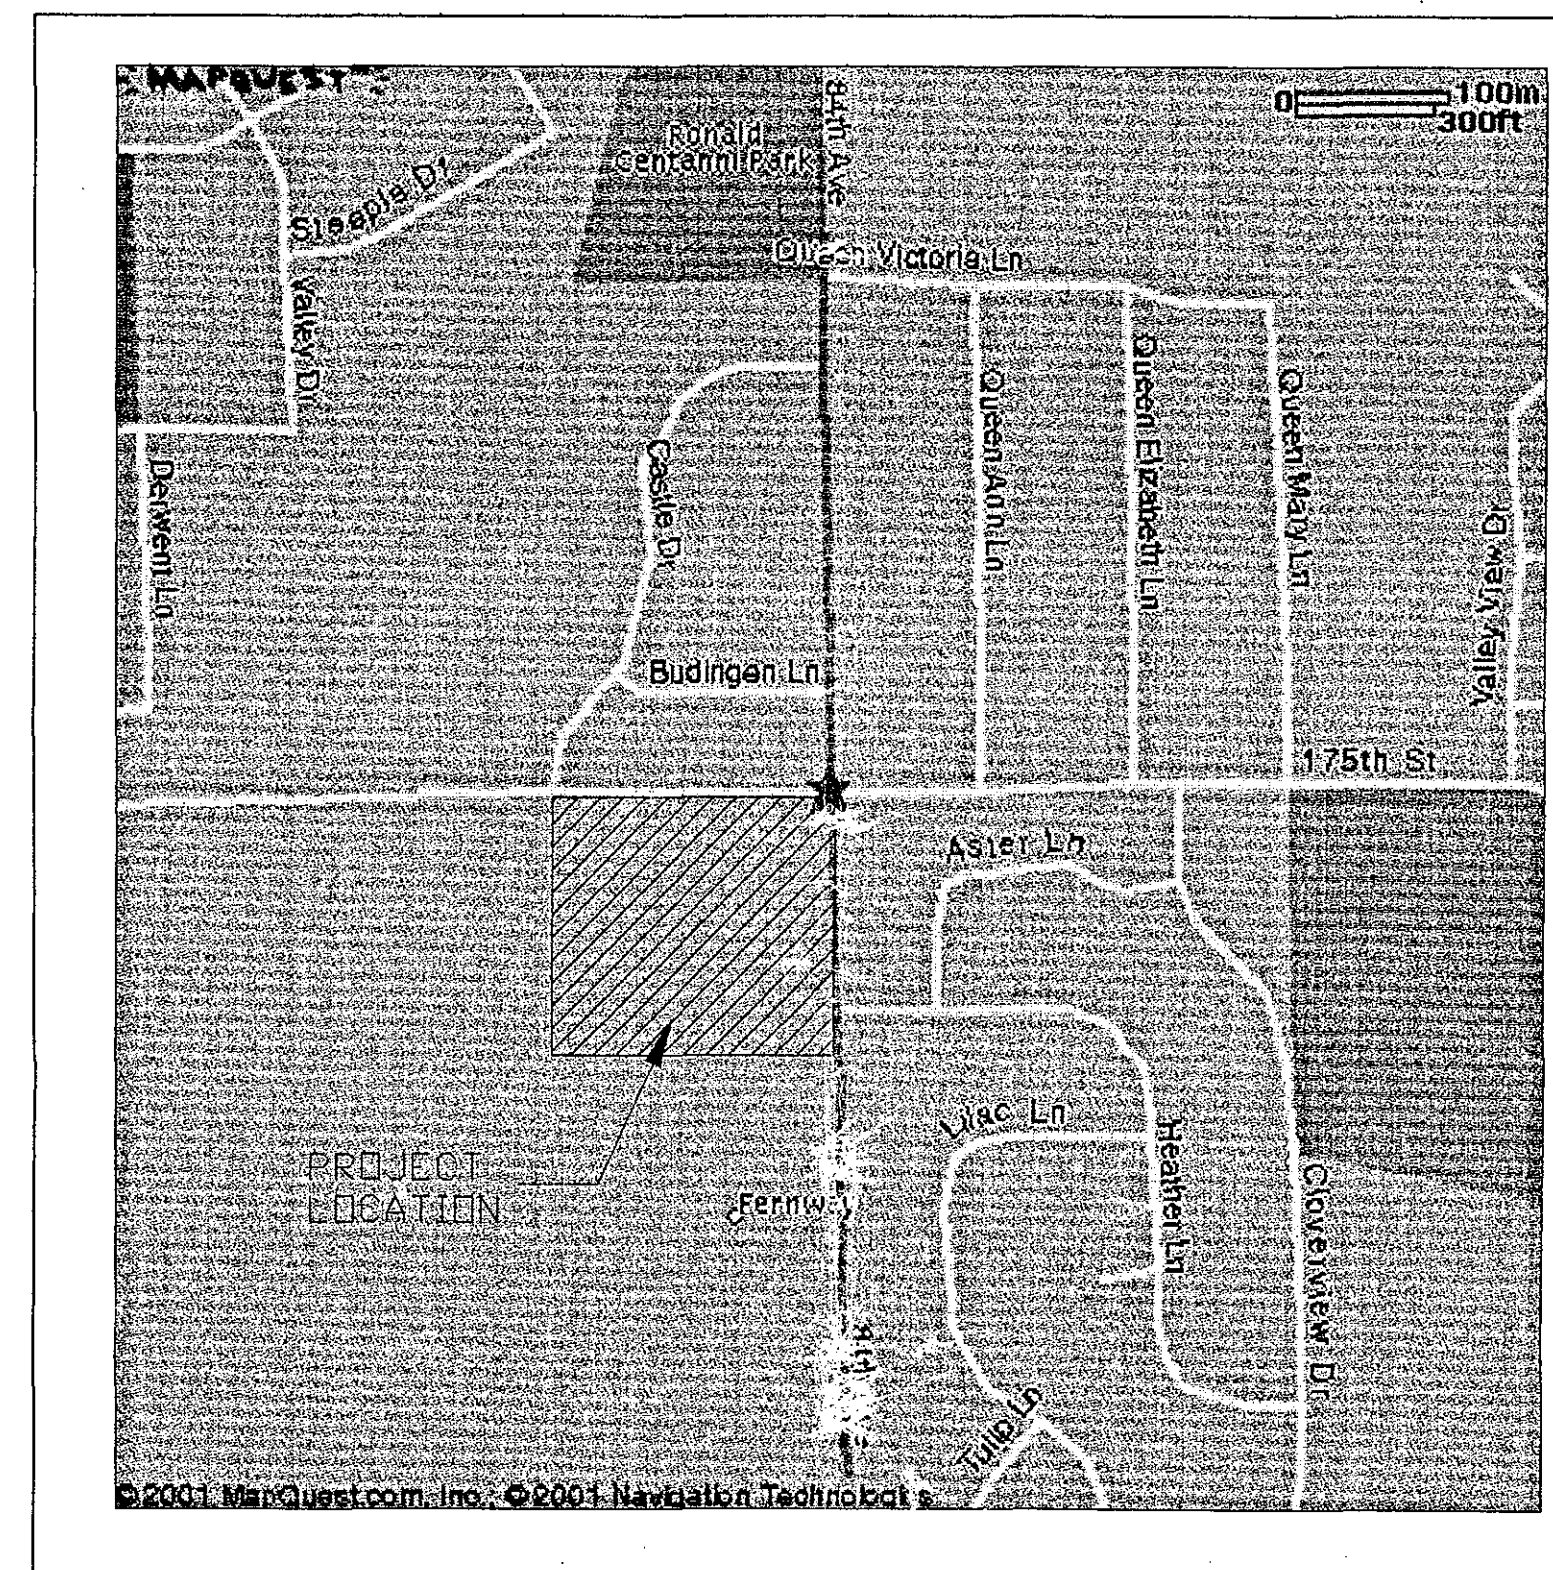 MAPQUEST
0 100m
300ft
84th Ave
Ronald
Centanni Park
Steeple Dr
Queen Victoria Ln
Valley Dr
Queen Ann Ln
Queen Elizabeth Ln
Queen Mary Ln
Castle Dr
Derwent Ln
Valley View Dr
Budingen Ln
175th St
Aster Ln
Lilac Ln
Heather Ln
Cloverview Dr
PROJECT
LOCATION
Fernway
Tulip Ln
©2001 MapQuest.com, Inc.; ©2001 Navigation Technologies